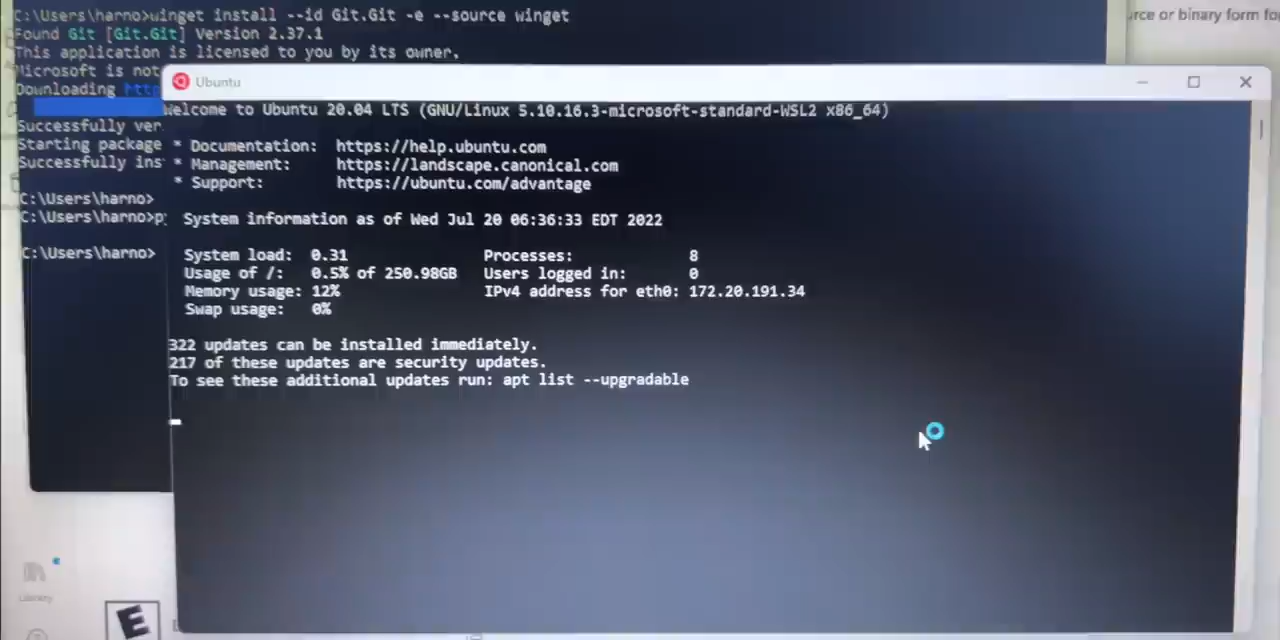 C:\Users\harno>winget install --id Git.Git -e --source winget
Found Git [Git.Git] Version 2.37.1
This application is licensed to you by its owner.
Microsoft is not
Downloading
Successfully ver
Starting package
Successfully ins
C:\Users\harno>
C:\Users\harno>p
C:\Users\harno>
or binary form fo
Ubuntu
Welcome to Ubuntu 20.04 LTS (GNU/Linux 5.10.16.3-microsoft-standard-WSL2 x86_64)
* Documentation: https://help.ubuntu.com
* Management: https://landscape.canonical.com
* Support: https://ubuntu.com/advantage
System information as of Wed Jul 20 06:36:33 EDT 2022
System load: 0.31 Processes: 8
Usage of /: 0.5% of 250.98GB Users logged in: 0
Memory usage: 12% IPv4 address for eth0: 172.20.191.34
Swap usage: 0%
322 updates can be installed immediately.
217 of these updates are security updates.
To see these additional updates run: apt list --upgradable
Library
E